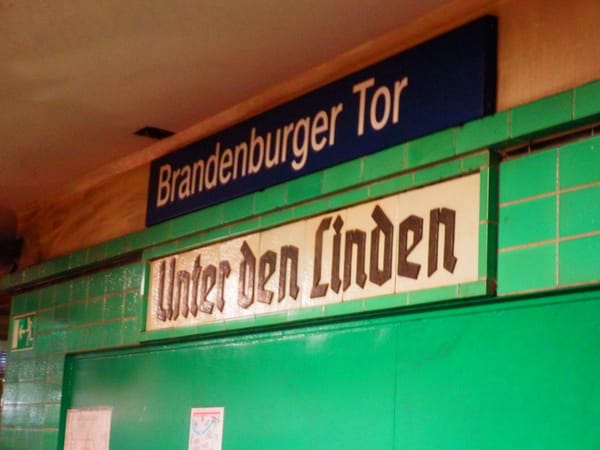 Brandenburger Tor
Unter den Linden